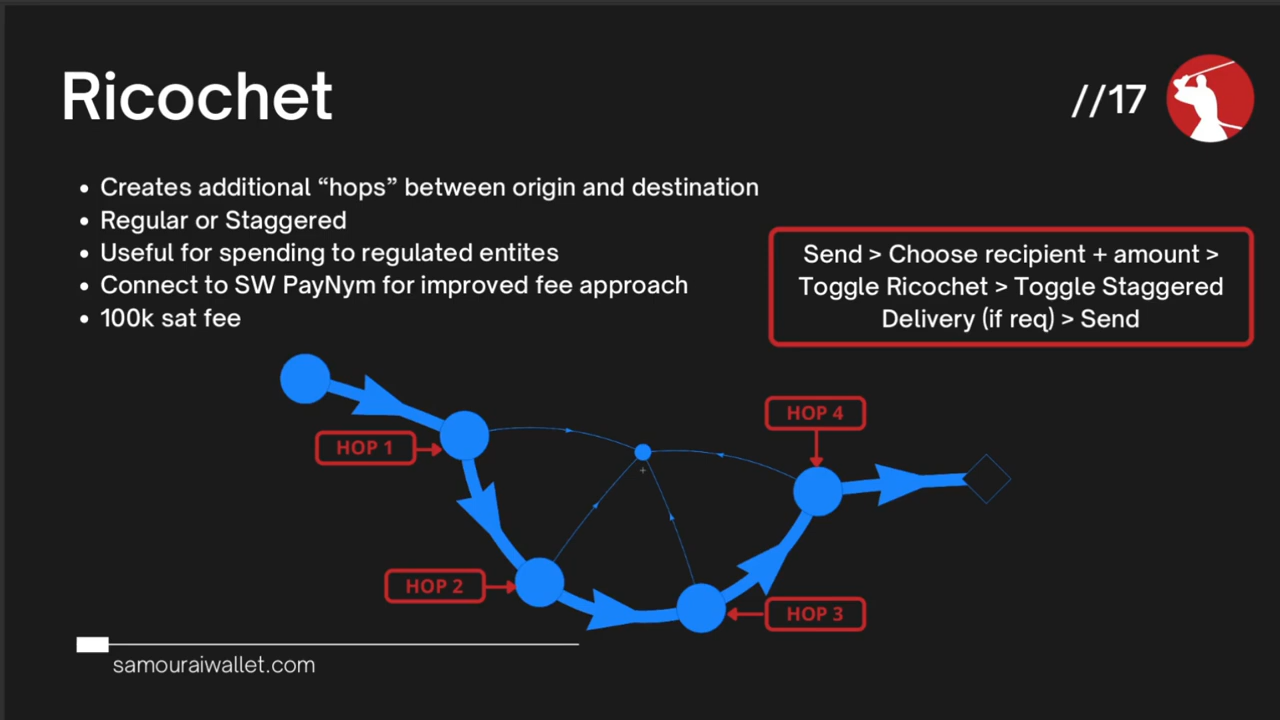 Ricochet
//17
• Creates additional “hops” between origin and destination
• Regular or Staggered
• Useful for spending to regulated entites
• Connect to SW PayNym for improved fee approach
• 100k sat fee
Send > Choose recipient + amount >
Toggle Ricochet > Toggle Staggered
Delivery (if req) > Send
HOP 1
HOP 4
HOP 2
HOP 3
samouraiwallet.com